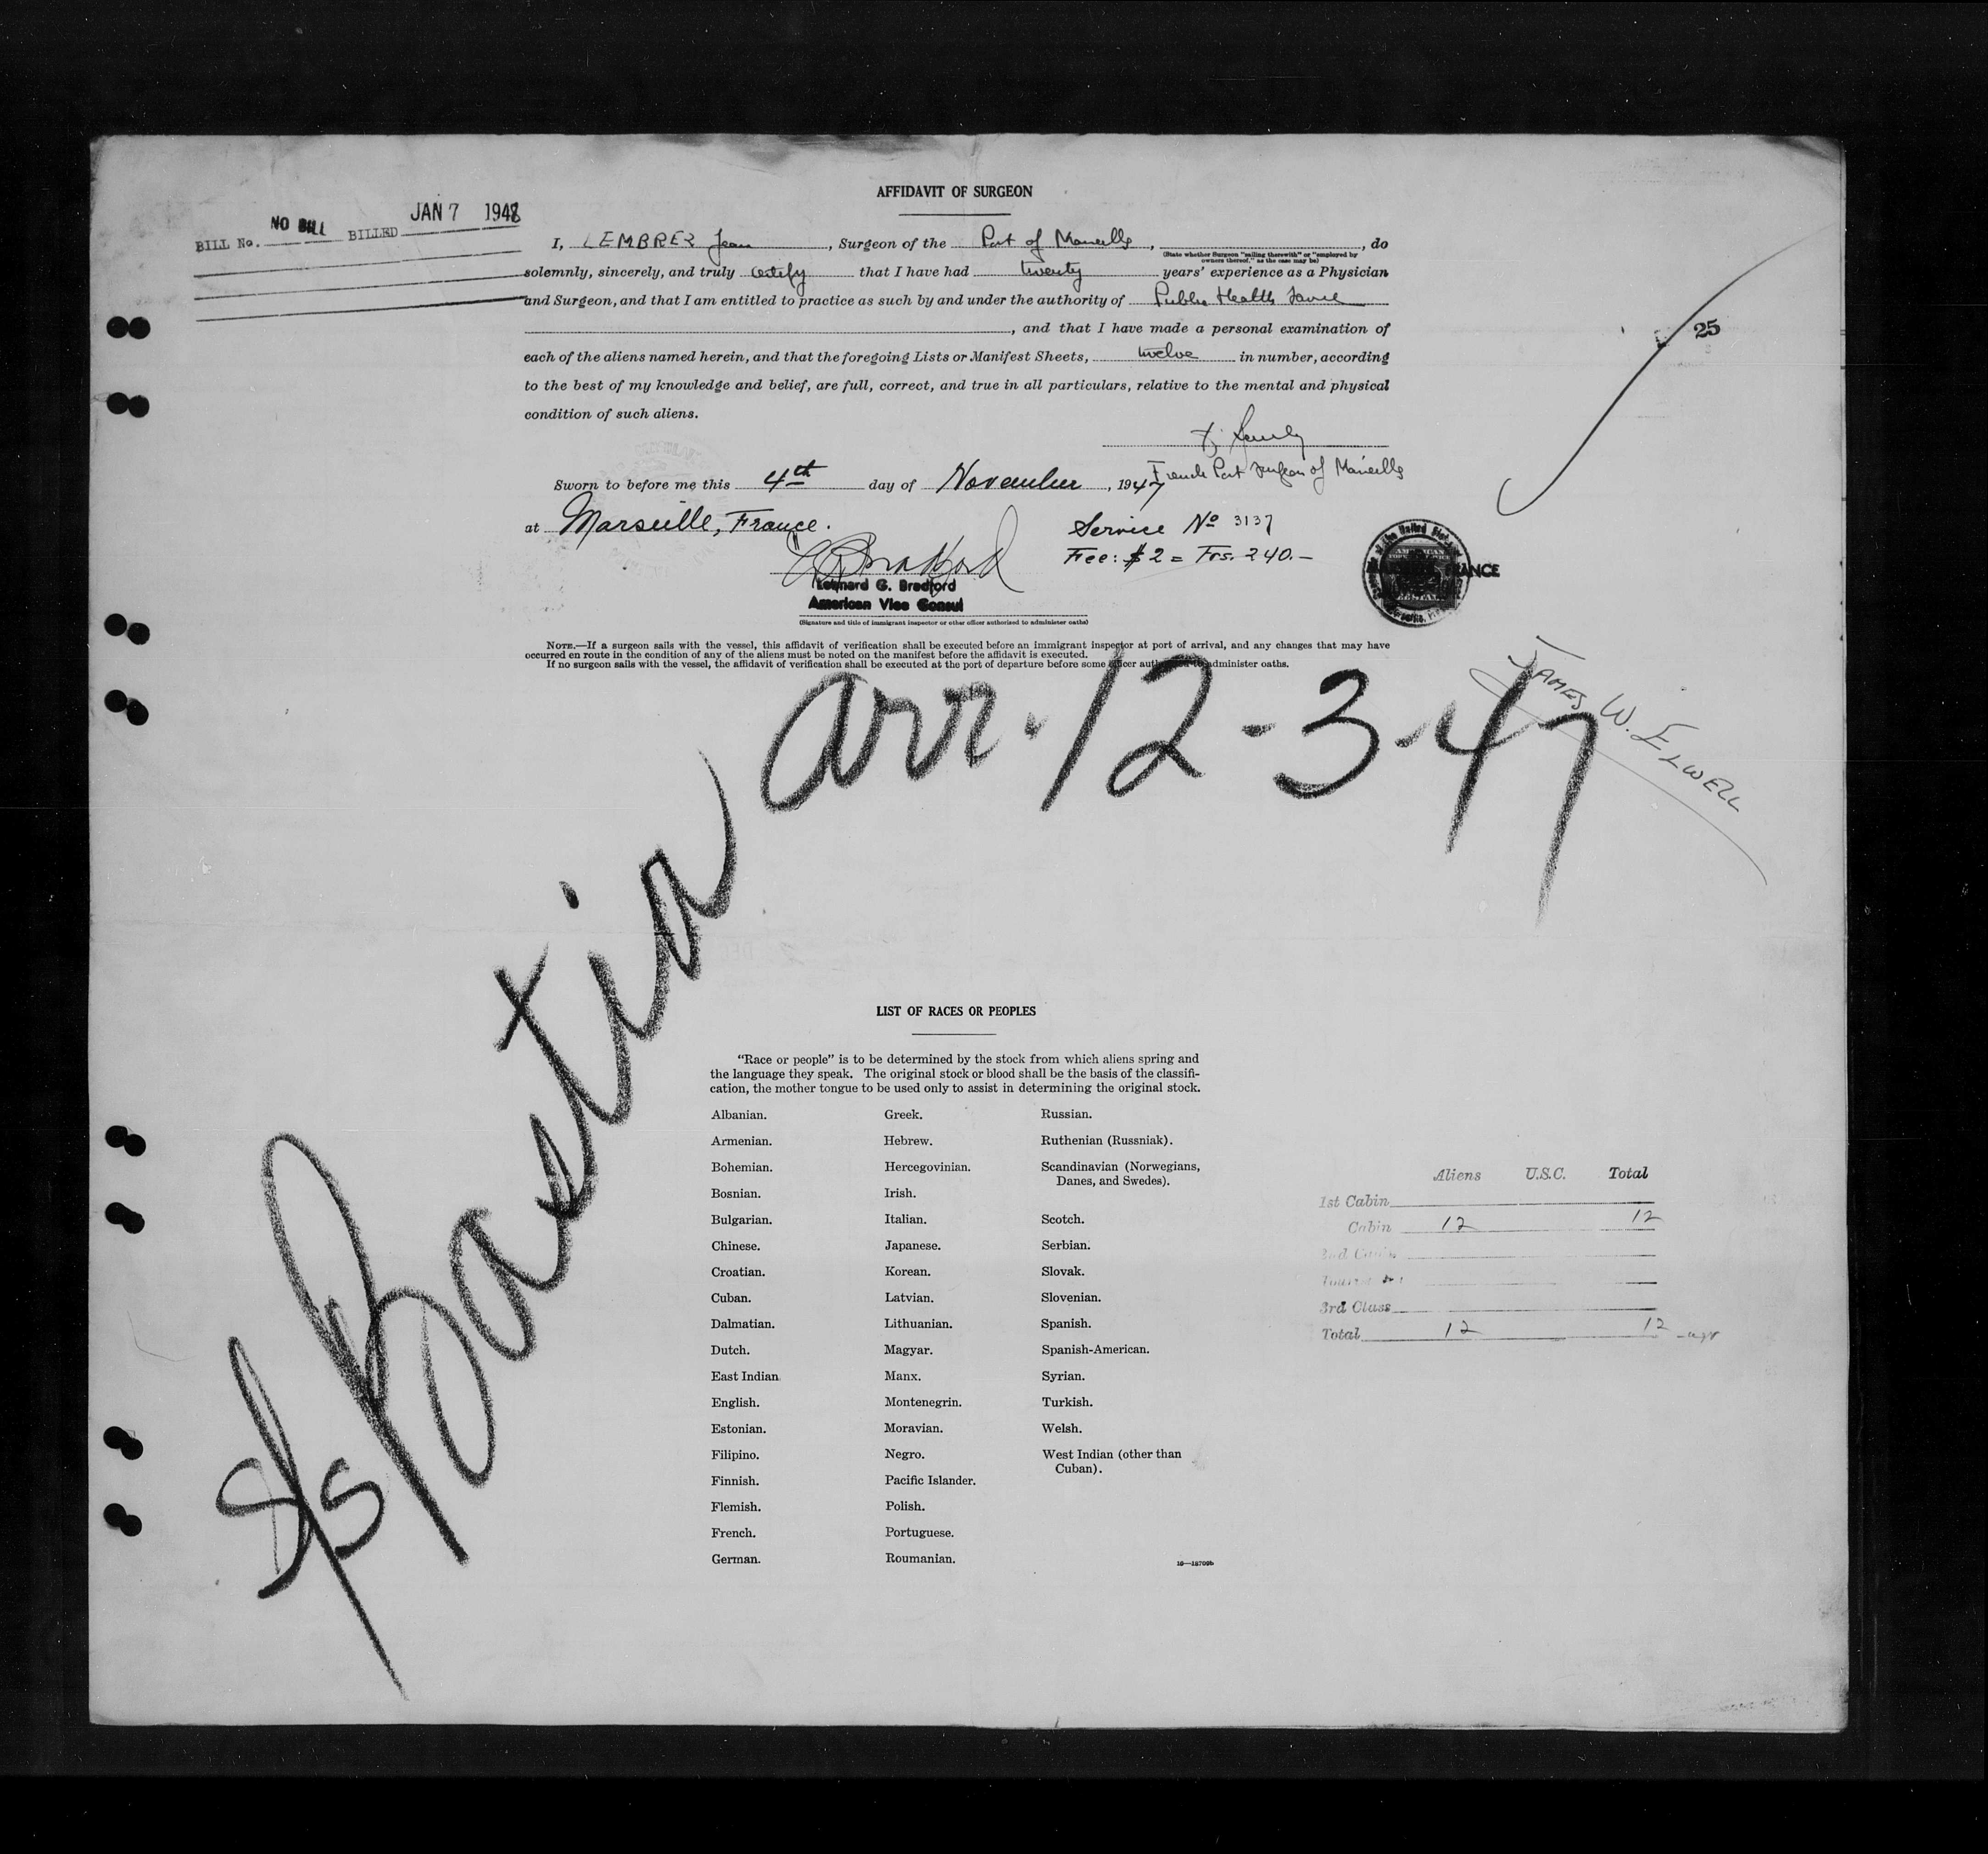 AFFIDAVIT OF SURGEON
BILL No. NO BILL BILLED JAN 7 1948
I, LEMBREZ Jean, Surgeon of the Port of Marseille, , do
(State whether Surgeon "sailing therewith" or "employed by
owners thereof," as the case may be)
solemnly, sincerely, and truly certify that I have had twenty years' experience as a Physician
and Surgeon, and that I am entitled to practice as such by and under the authority of Public Health
, and that I have made a personal examination of
each of the aliens named herein, and that the foregoing Lists or Manifest Sheets, twelve in number, according
to the best of my knowledge and belief, are full, correct, and true in all particulars, relative to the mental and physical
condition of such aliens.
25
French Port Surgeon of Marseille
Sworn to before me this 4th day of November, 1947
at Marseille, France.
Service No 3137
Fee: $2 = Frs. 240.—
Leonard G. Bradford
American Vice Consul
(Signature and title of immigrant inspector or other officer authorized to administer oaths)
NOTE.—If a surgeon sails with the vessel, this affidavit of verification shall be executed before an immigrant inspector at port of arrival, and any changes that may have
occurred en route in the condition of any of the aliens must be noted on the manifest before the affidavit is executed.
If no surgeon sails with the vessel, the affidavit of verification shall be executed at the port of departure before some officer authorized to administer oaths.
arr. 12-3-47
JAMES W. ELWELL
S/S Bastia
LIST OF RACES OR PEOPLES
"Race or people" is to be determined by the stock from which aliens spring and
the language they speak. The original stock or blood shall be the basis of the classifi-
cation, the mother tongue to be used only to assist in determining the original stock.
Albanian.
Armenian.
Bohemian.
Bosnian.
Bulgarian.
Chinese.
Croatian.
Cuban.
Dalmatian.
Dutch.
East Indian
English.
Estonian.
Filipino.
Finnish.
Flemish.
French.
German.
Greek.
Hebrew.
Hercegovinian.
Irish.
Italian.
Japanese.
Korean.
Latvian.
Lithuanian.
Magyar.
Manx.
Montenegrin.
Moravian.
Negro.
Pacific Islander.
Polish.
Portuguese.
Roumanian.
Russian.
Ruthenian (Russniak).
Scandinavian (Norwegians,
Danes, and Swedes).
Scotch.
Serbian.
Slovak.
Slovenian.
Spanish.
Spanish-American.
Syrian.
Turkish.
Welsh.
West Indian (other than
Cuban).
Aliens U.S.C. Total
1st Cabin
Cabin 12 12
2nd Cabin
3rd Class
Total 12 12